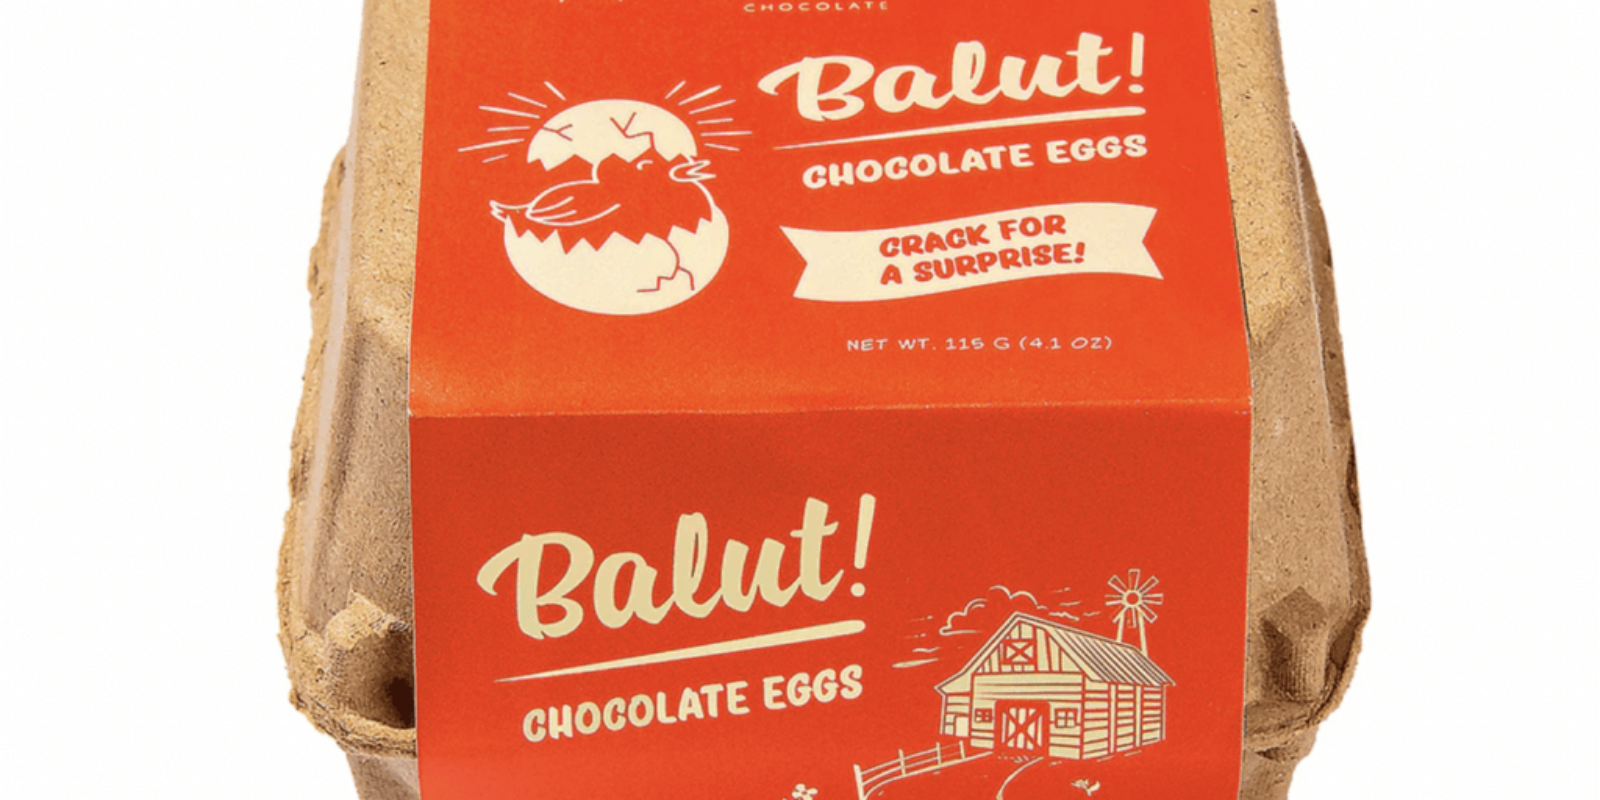 CHOCOLATE
Balut!
CHOCOLATE EGGS
CRACK FOR
A SURPRISE!
NET WT. 115 G (4.1 OZ)
Balut!
CHOCOLATE EGGS